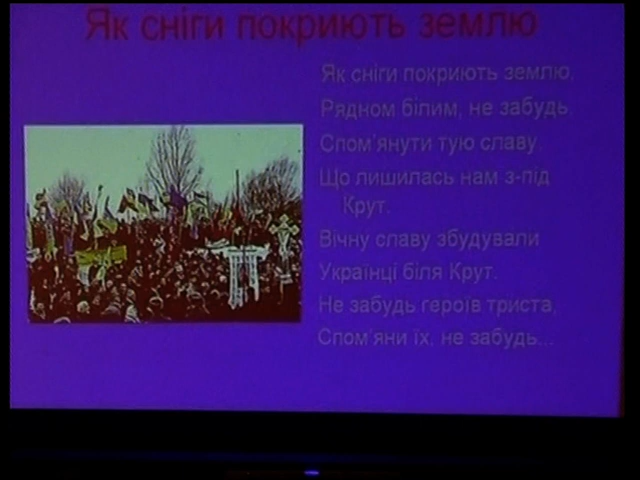 Як сніги покриють землю
Як сніги покриють землю,
Рядном білим, не забудь.
Спом'янути тую славу
Що лишилась нам з-під
Крут.
Вічну славу збудували
Українці біля Крут.
Не забудь героїв триста,
Спом'яни їх, не забудь...